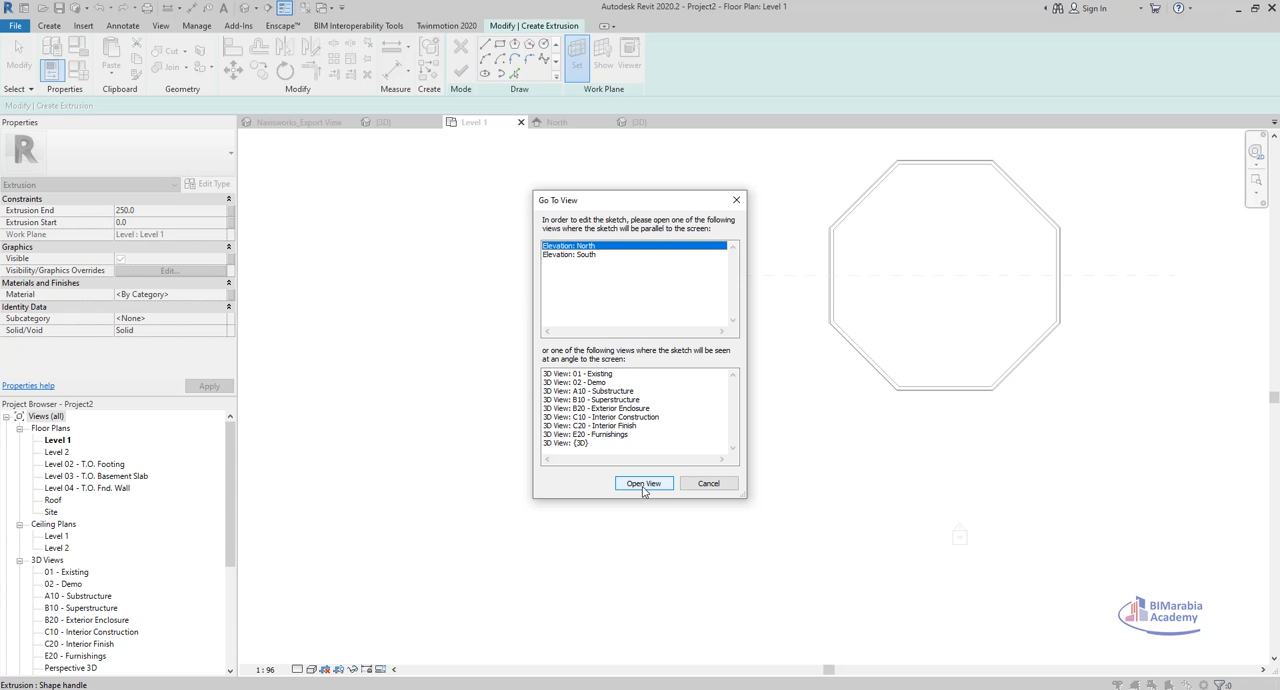 Autodesk Revit 2020.2 - Project2 - Floor Plan: Level 1
Sign In
File Create Insert Annotate View Manage Add-Ins Enscape™ BIM Interoperability Tools Twinmotion 2020 Modify | Create Extrusion
Modify Paste Cut Join Set Show Viewer
Select Properties Clipboard Geometry Modify Measure Create Mode Draw Work Plane
Modify | Create Extrusion
Properties
Navisworks_Export View {3D} Level 1 North {3D}
R
Extrusion Edit Type
Constraints
Extrusion End 250.0
Extrusion Start 0.0
Work Plane Level : Level 1
Graphics
Visible
Visibility/Graphics Overrides Edit...
Materials and Finishes
Material <By Category>
Identity Data
Subcategory <None>
Solid/Void Solid
Properties help Apply
Project Browser - Project2
Views (all)
Floor Plans
Level 1
Level 2
Level 02 - T.O. Footing
Level 03 - T.O. Basement Slab
Level 04 - T.O. Fnd. Wall
Roof
Site
Ceiling Plans
Level 1
Level 2
3D Views
01 - Existing
02 - Demo
A10 - Substructure
B10 - Superstructure
B20 - Exterior Enclosure
C10 - Interior Construction
C20 - Interior Finish
E20 - Furnishings
Perspective 3D
Go To View
In order to edit the sketch, please open one of the following
views where the sketch will be parallel to the screen:
Elevation: North
Elevation: South
or one of the following views where the sketch will be seen
at an angle to the screen:
3D View: 01 - Existing
3D View: 02 - Demo
3D View: A10 - Substructure
3D View: B10 - Superstructure
3D View: B20 - Exterior Enclosure
3D View: C10 - Interior Construction
3D View: C20 - Interior Finish
3D View: E20 - Furnishings
3D View: {3D}
Open View Cancel
BIMarabia
Academy
1 : 96
Extrusion : Shape handle
:0